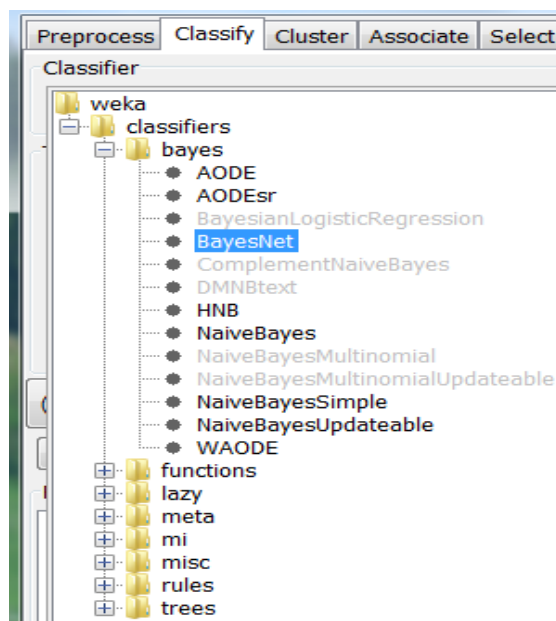 Preprocess Classify Cluster Associate Select
Classifier
weka
classifiers
bayes
AODE
AODEsr
BayesianLogisticRegression
BayesNet
ComplementNaiveBayes
DMNBtext
HNB
NaiveBayes
NaiveBayesMultinomial
NaiveBayesMultinomialUpdateable
NaiveBayesSimple
NaiveBayesUpdateable
WAODE
functions
lazy
meta
mi
misc
rules
trees